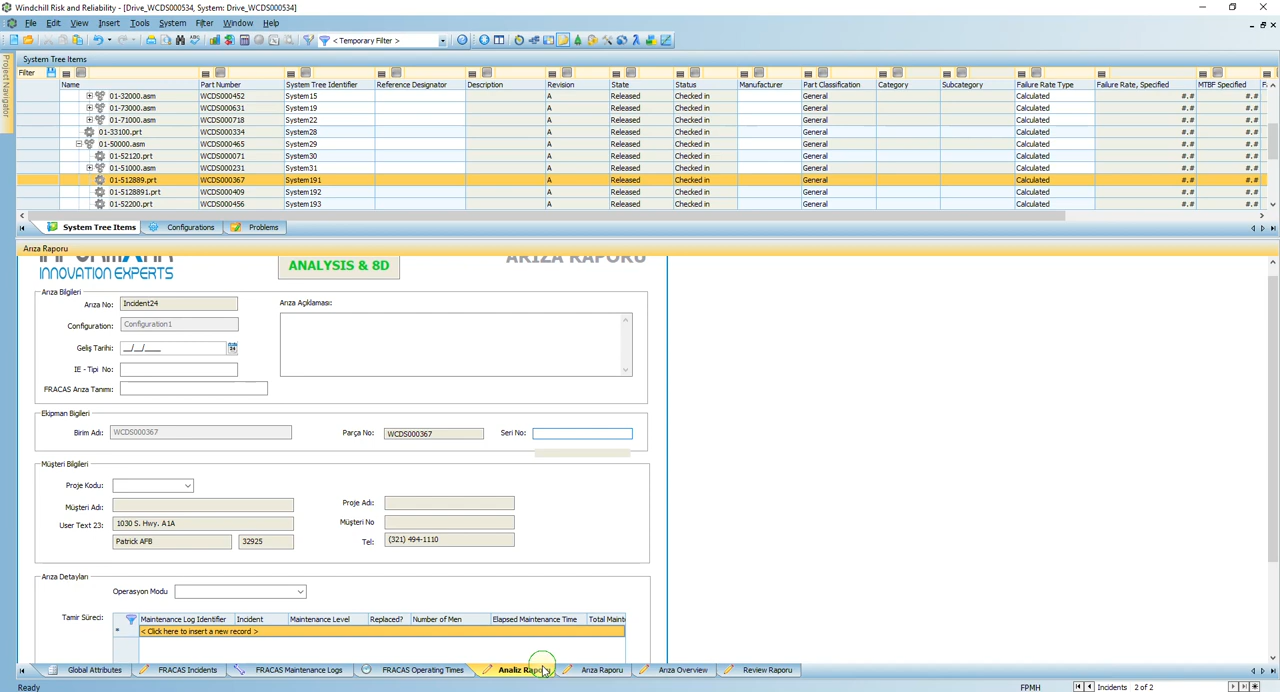 Windchill Risk and Reliability - [Drive_WCDS000534, System: Drive_WCDS000534]
File Edit View Insert Tools System Filter Window Help
< Temporary Filter >
Project Navigator
System Tree Items
Filter
Name Part Number System Tree Identifier Reference Designator Description Revision State Status Manufacturer Part Classification Category Subcategory Failure Rate Type Failure Rate, Specified MTBF Specified Fa
01-32000.asm WCDS000452 System15 A Released Checked in General Calculated #.# #.#
01-73000.asm WCDS000631 System19 A Released Checked in General Calculated #.# #.#
01-71000.asm WCDS000718 System22 A Released Checked in General Calculated #.# #.#
01-33100.prt WCDS000334 System28 A Released Checked in General Calculated #.# #.#
01-50000.asm WCDS000465 System29 A Released Checked in General Calculated #.# #.#
01-52120.prt WCDS000071 System30 A Released Checked in General Calculated #.# #.#
01-51000.asm WCDS000231 System31 A Released Checked in General Calculated #.# #.#
01-512889.prt WCDS000367 System191 A Released Checked in General Calculated #.# #.#
01-5128891.prt WCDS000409 System192 A Released Checked in General Calculated #.# #.#
01-52200.prt WCDS000456 System193 A Released Checked in General Calculated #.# #.#
System Tree Items Configurations Problems
Arıza Raporu
INNOVATION EXPERTS
ANALYSIS & 8D
ARIZA RAPORU
Arıza Bilgileri
Arıza No: Incident24 Arıza Açıklaması:
Configuration: Configuration1
Geliş Tarihi: __/__/____
IE - Tipi No:
FRACAS Arıza Tanımı:
Ekipman Bigileri
Birim Adı: WCDS000367 Parça No: WCDS000367 Seri No:
Müşteri Bilgileri
Proje Kodu:
Proje Adı:
Müşteri Adı:
Müşteri No
User Text 23: 1030 S. Hwy. A1A
Patrick AFB 32925 Tel: (321) 494-1110
Arıza Detayları
Operasyon Modu
Tamir Süreci: Maintenance Log Identifier Incident Maintenance Level Replaced? Number of Men Elapsed Maintenance Time Total Maint
* < Click here to insert a new record >
Global Attributes FRACAS Incidents FRACAS Maintenance Logs FRACAS Operating Times Analiz Raporu Arıza Raporu Arıza Overview Review Raporu
Ready FPMH Incidents 2 of 2